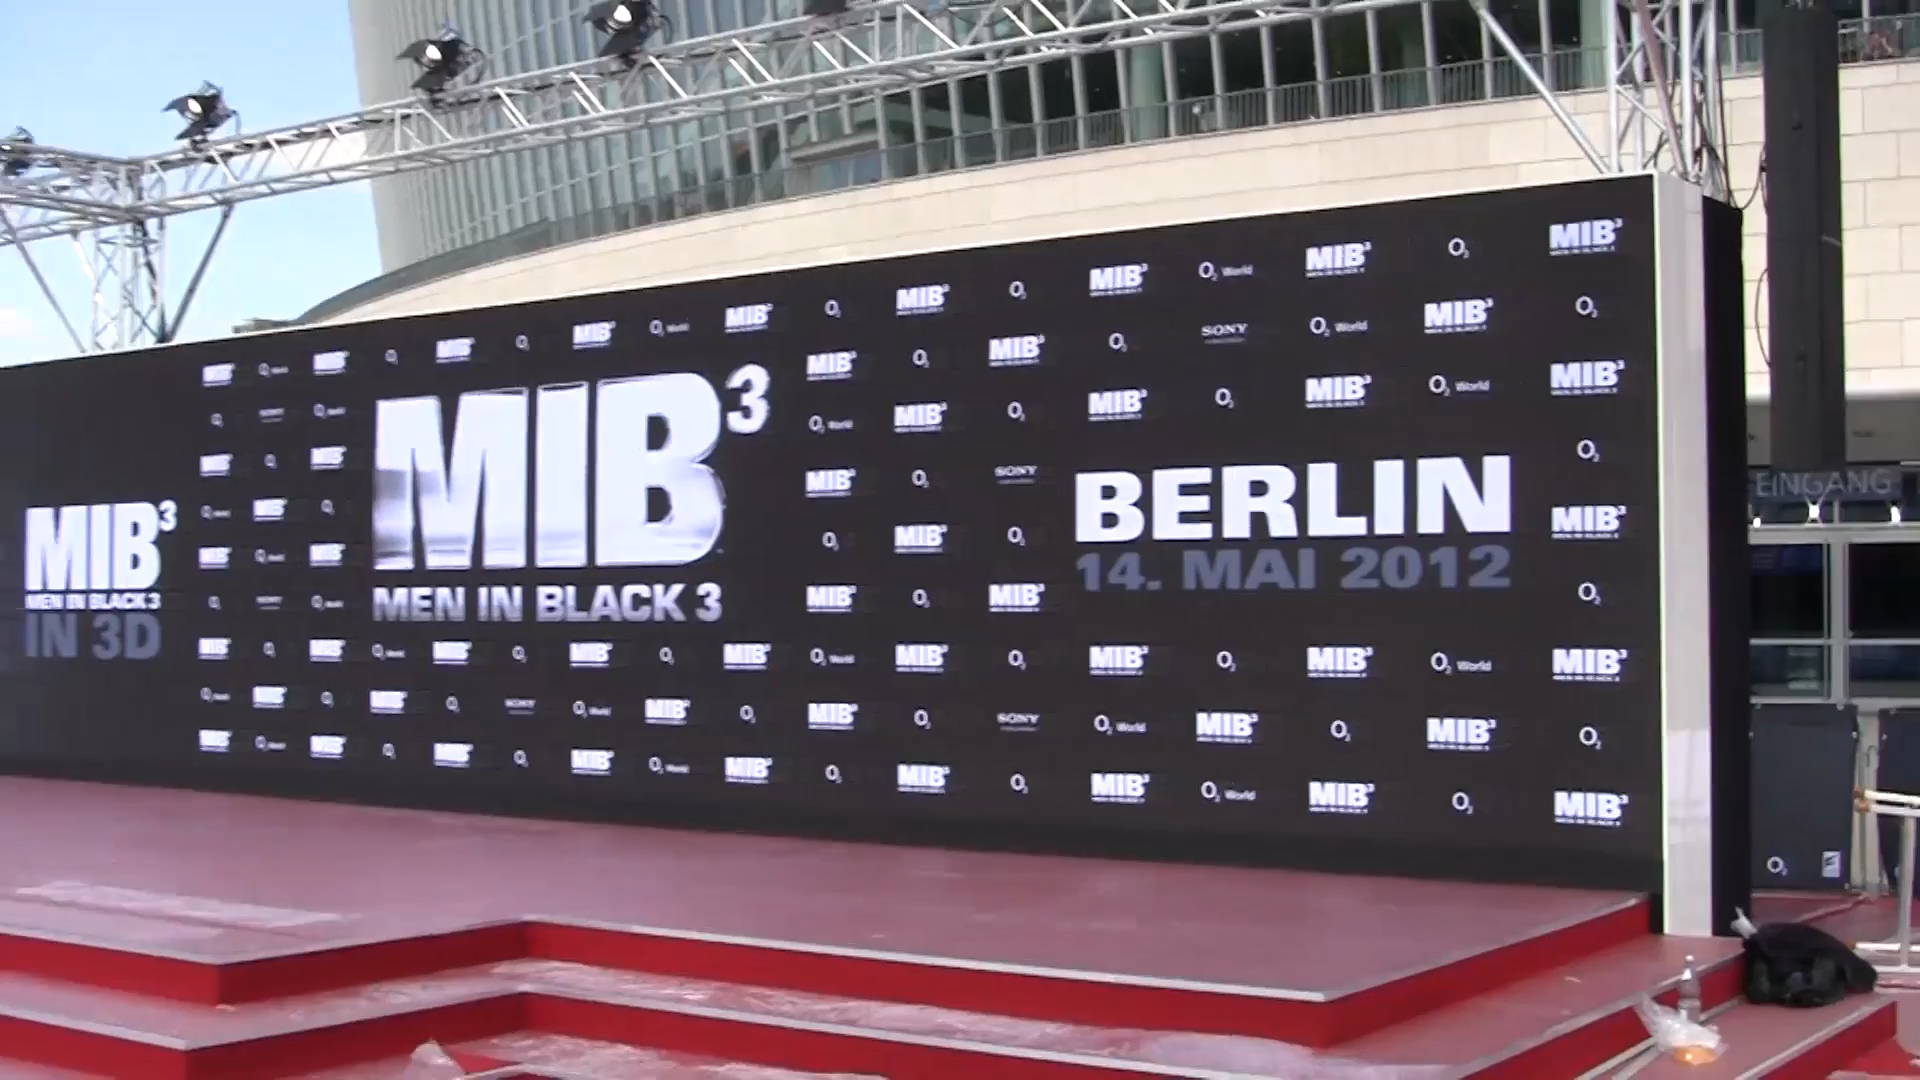 MIB³
MEN IN BLACK 3
IN 3D
MIB³
MEN IN BLACK 3
BERLIN
14. MAI 2012
MIB³
O₂
O₂ World
SONY
EINGANG
O₂